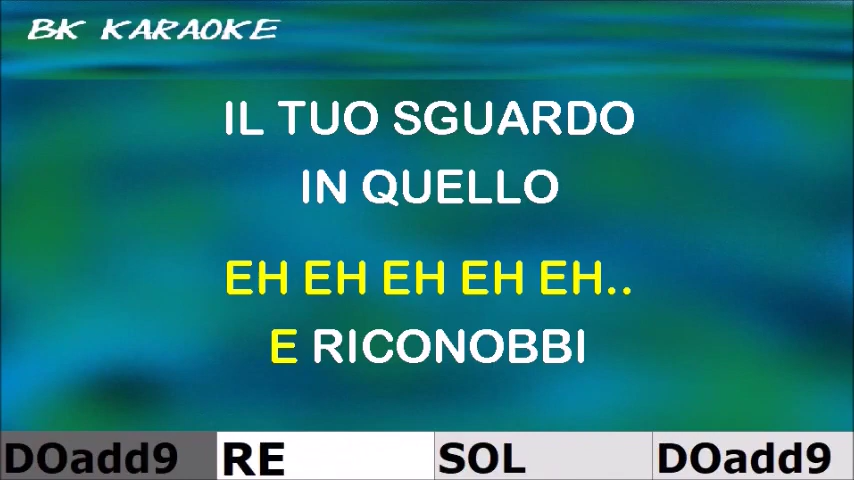 BK KARAOKE
IL TUO SGUARDO
IN QUELLO
EH EH EH EH EH..
E RICONOBBI
DOadd9 RE SOL DOadd9